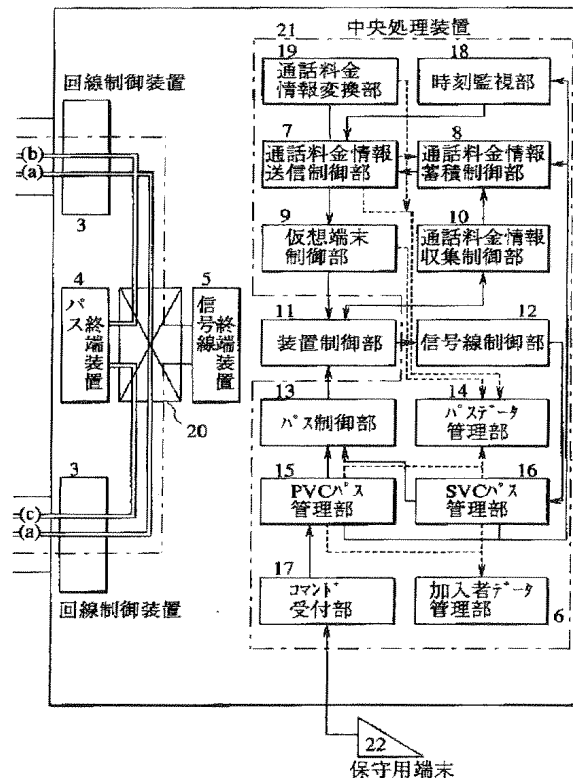 21
中央処理装置
回線制御装置
3
(b)
(a)
4
パス終端装置
5
信号線終端装置
20
3
(c)
(a)
回線制御装置
19
通話料金
情報変換部
18
時刻監視部
7
通話料金情報
送信制御部
8
通話料金情報
蓄積制御部
9
仮想端末
制御部
10
通話料金情報
収集制御部
11
装置制御部
12
信号線制御部
13
パス制御部
14
パスデータ
管理部
15
PVCパス
管理部
16
SVCパス
管理部
17
コマンド
受付部
加入者データ
管理部
6
22
保守用端末